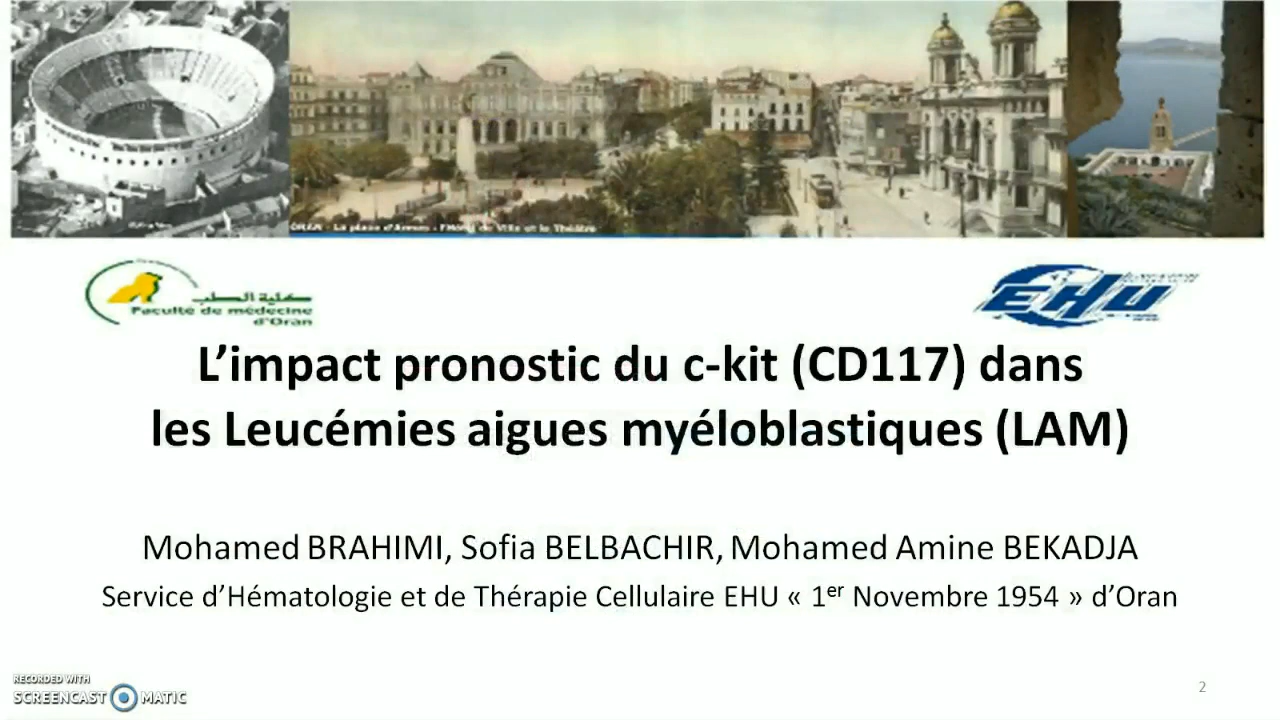 ORAN - La place d'Armes - l'Hôtel de Ville et le Théâtre
كلية الطب
Faculté de médecine
d'Oran
EHU
L'impact pronostic du c-kit (CD117) dans
les Leucémies aigues myéloblastiques (LAM)
Mohamed BRAHIMI, Sofia BELBACHIR, Mohamed Amine BEKADJA
Service d'Hématologie et de Thérapie Cellulaire EHU « 1er Novembre 1954 » d'Oran
RECORDED WITH
SCREENCAST MATIC
2